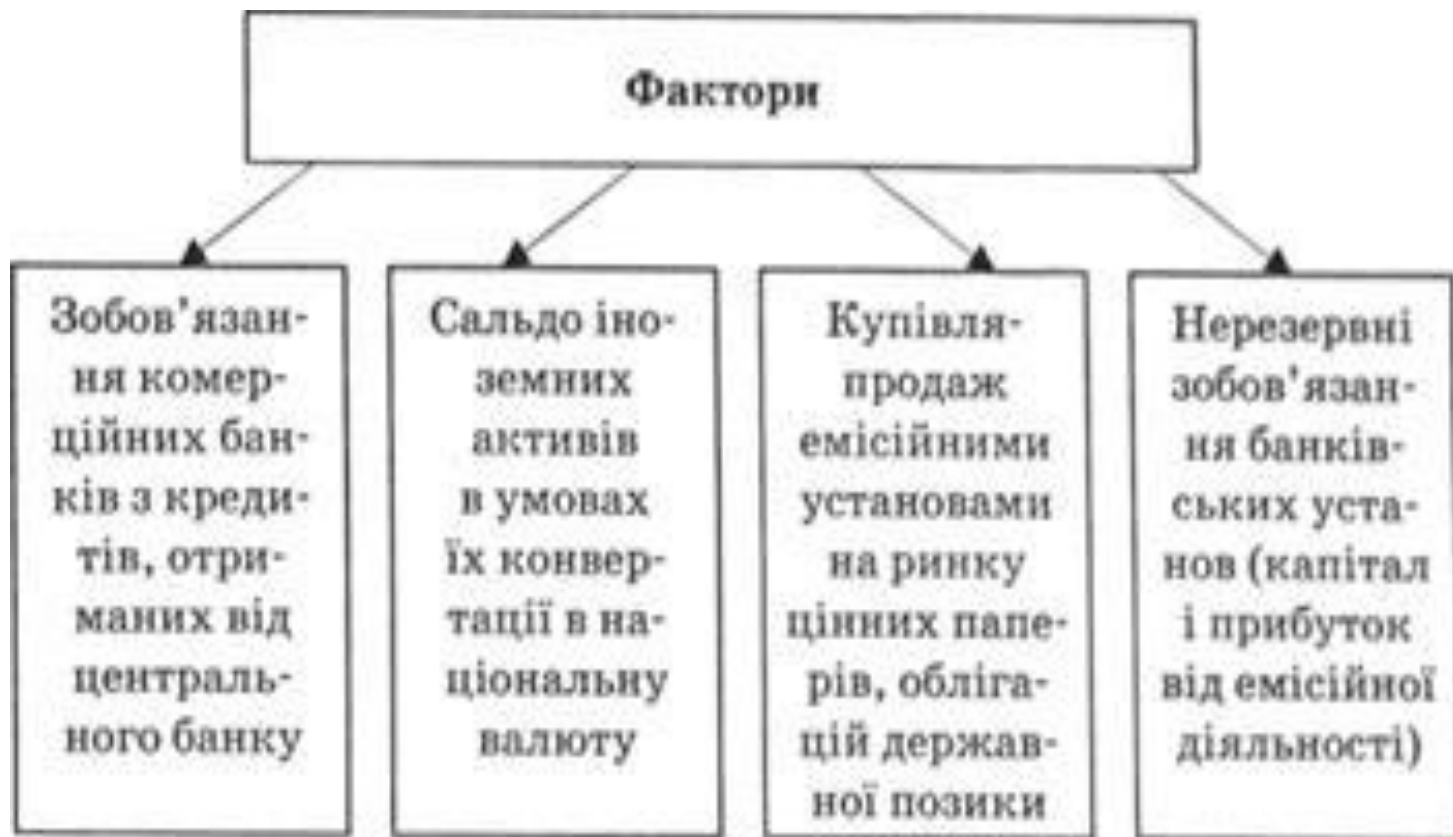 Фактори
Зобов’язан-
ня комер-
ційних бан-
ків з креди-
тів, отри-
маних від
централь-
ного банку
Сальдо іно-
земних
активів
в умовах
їх конвер-
тації в на-
ціональну
валюту
Купівля-
продаж
емісійними
установами
на ринку
цінних папе-
рів, обліга-
цій держав-
ної позики
Нерезервні
зобов’язан-
ня банків-
ських уста-
нов (капітал
і прибуток
від емісійної
діяльності)